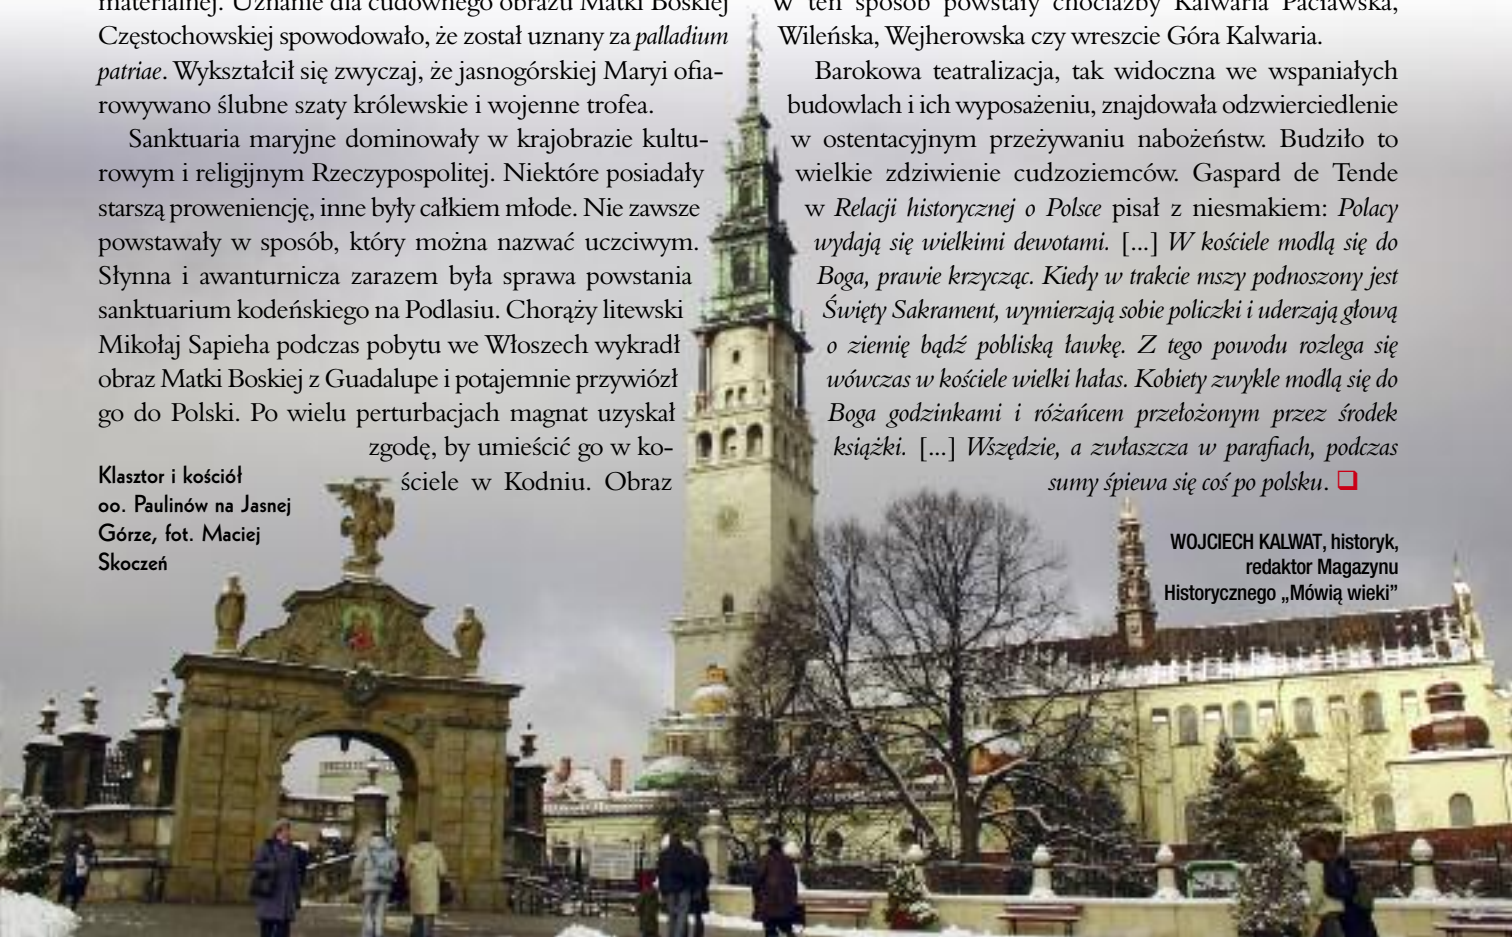 materialnej. Uznanie dla cudownego obrazu Matki Boskiej
Częstochowskiej spowodowało, że został uznany za palladium
patriae. Wykształcił się zwyczaj, że jasnogórskiej Maryi ofia-
rowywano ślubne szaty królewskie i wojenne trofea.
Sanktuaria maryjne dominowały w krajobrazie kultu-
rowym i religijnym Rzeczypospolitej. Niektóre posiadały
starszą proweniencję, inne były całkiem młode. Nie zawsze
powstawały w sposób, który można nazwać uczciwym.
Słynna i awanturnicza zarazem była sprawa powstania
sanktuarium kodeńskiego na Podlasiu. Chorąży litewski
Mikołaj Sapieha podczas pobytu we Włoszech wykradł
obraz Matki Boskiej z Guadalupe i potajemnie przywiózł
go do Polski. Po wielu perturbacjach magnat uzyskał
zgodę, by umieścić go w ko-
ściele w Kodniu. Obraz
w ten sposób powstały chociażby Kalwaria Pacławska,
Wileńska, Wejherowska czy wreszcie Góra Kalwaria.
Barokowa teatralizacja, tak widoczna we wspaniałych
budowlach i ich wyposażeniu, znajdowała odzwierciedlenie
w ostentacyjnym przeżywaniu nabożeństw. Budziło to
wielkie zdziwienie cudzoziemców. Gaspard de Tende
w Relacji historycznej o Polsce pisał z niesmakiem: Polacy
wydają się wielkimi dewotami. [...] W kościele modlą się do
Boga, prawie krzycząc. Kiedy w trakcie mszy podnoszony jest
Święty Sakrament, wymierzają sobie policzki i uderzają głową
o ziemię bądź pobliską ławkę. Z tego powodu rozlega się
wówczas w kościele wielki hałas. Kobiety zwykle modlą się do
Boga godzinkami i różańcem przełożonym przez środek
książki. [...] Wszędzie, a zwłaszcza w parafiach, podczas
sumy śpiewa się coś po polsku. ❑
Klasztor i kościół
oo. Paulinów na Jasnej
Górze, fot. Maciej
Skoczeń
WOJCIECH KALWAT, historyk,
redaktor Magazynu
Historycznego „Mówią wieki”